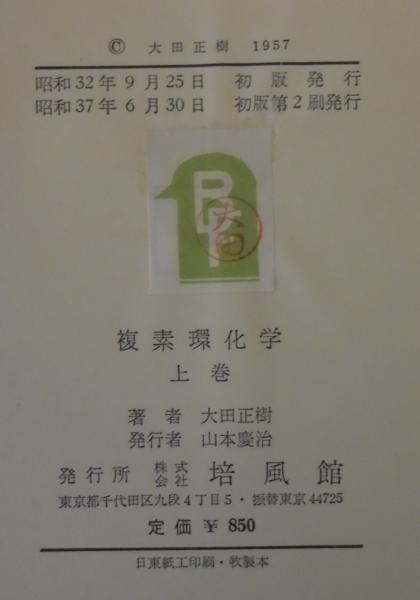 © 大田正樹 1957
昭和32年 9 月25日 初版発行
昭和37年 6 月30日 初版第2刷発行
大田
複素環化学
上巻
著者 大田正樹
発行者 山本慶治
発行所 株式会社 培風館
東京都千代田区九段4丁目5・振替東京44725
定価 ¥ 850
日東紙工印刷・牧製本